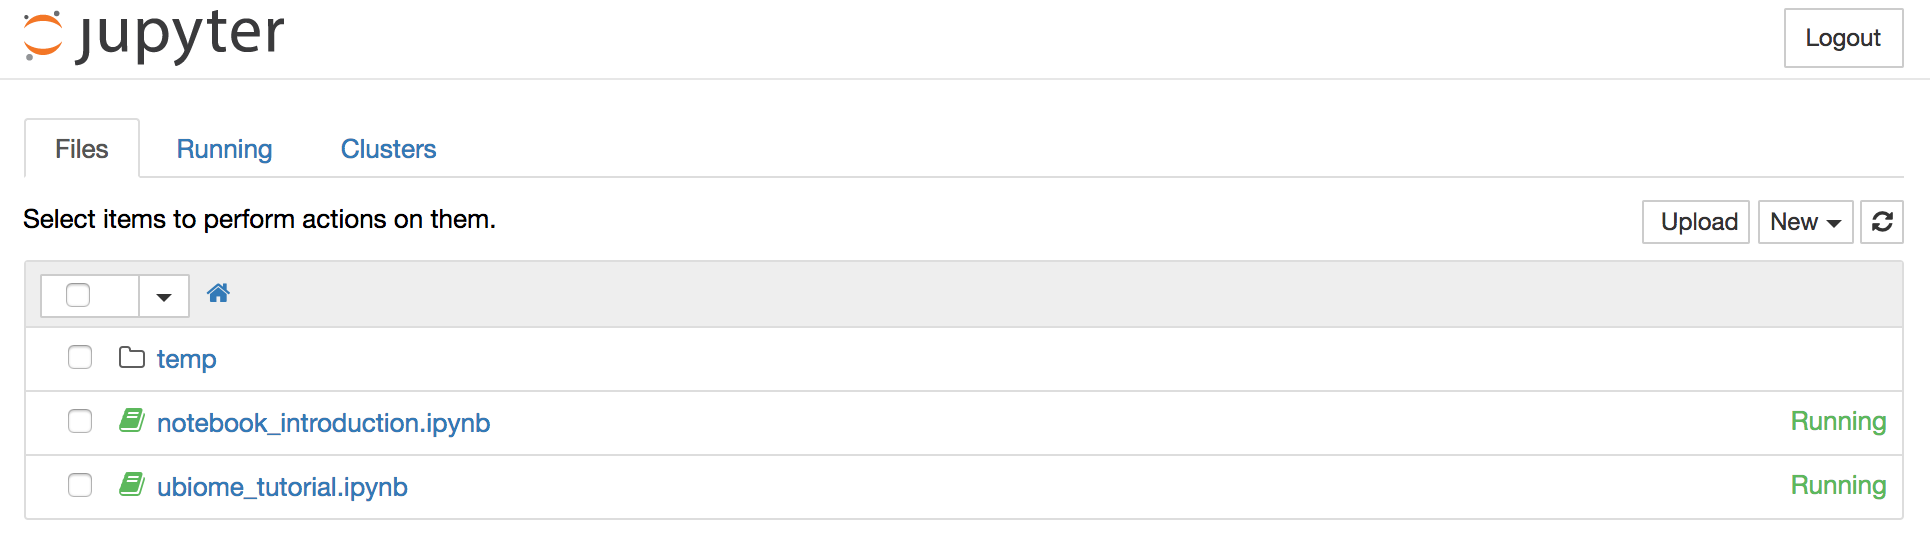 jupyter
Logout
Files Running Clusters
Select items to perform actions on them.
Upload New
temp
notebook_introduction.ipynb Running
ubiome_tutorial.ipynb Running